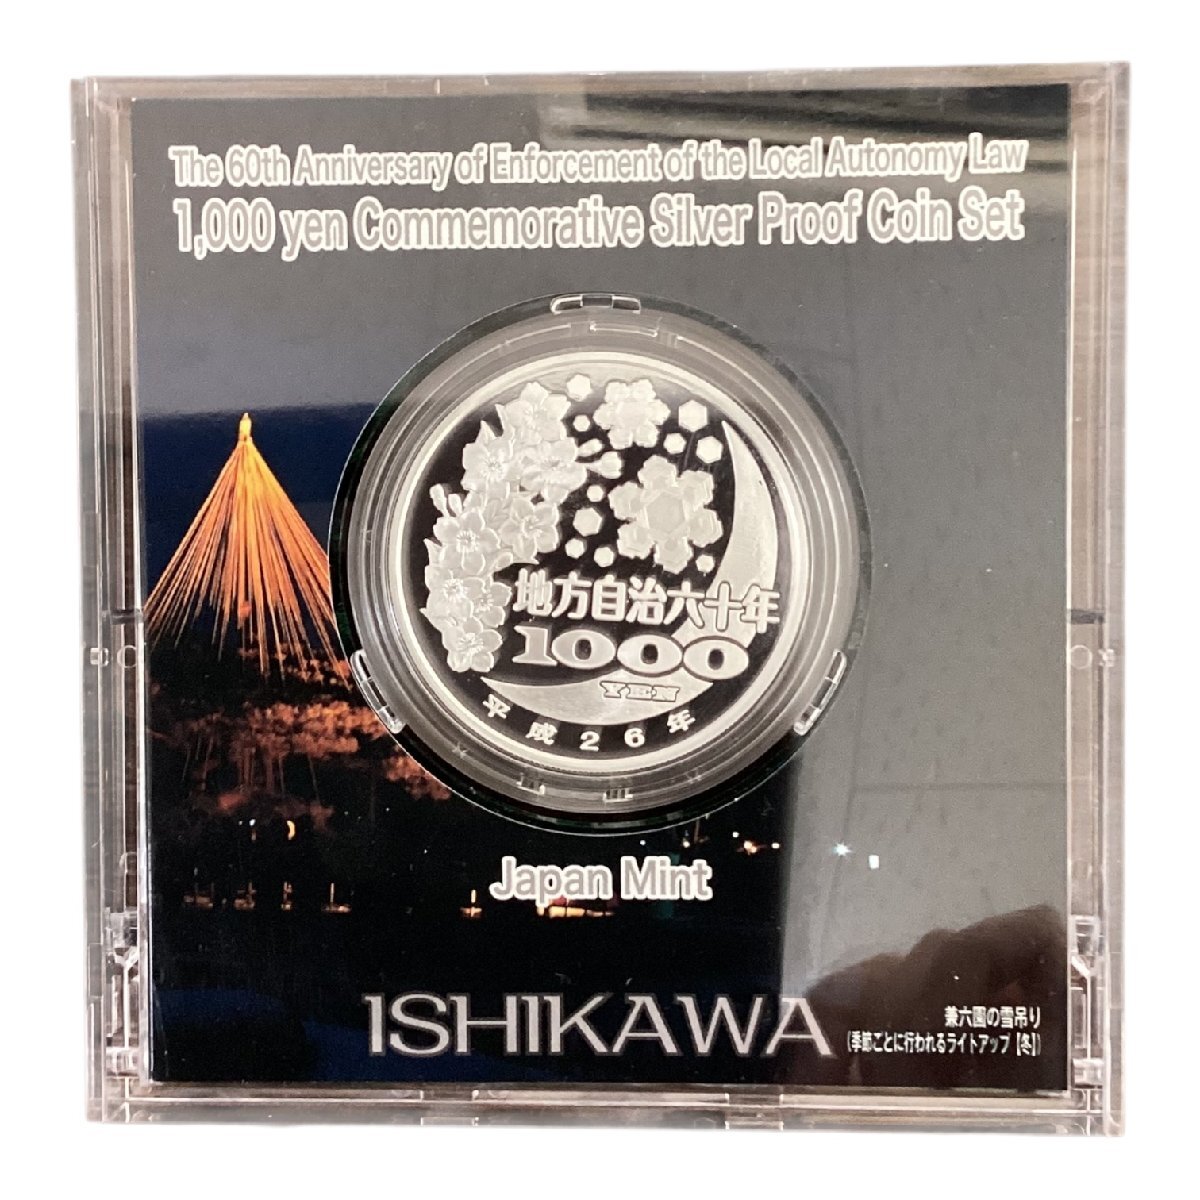 The 60th Anniversary of Enforcement of the Local Autonomy Law
1,000 yen Commemorative Silver Proof Coin Set
地方自治六十年
1000
YEN
平成26年
Japan Mint
ISHIKAWA
兼六園の雪吊り
(季節ごとに行われるライトアップ【冬】)